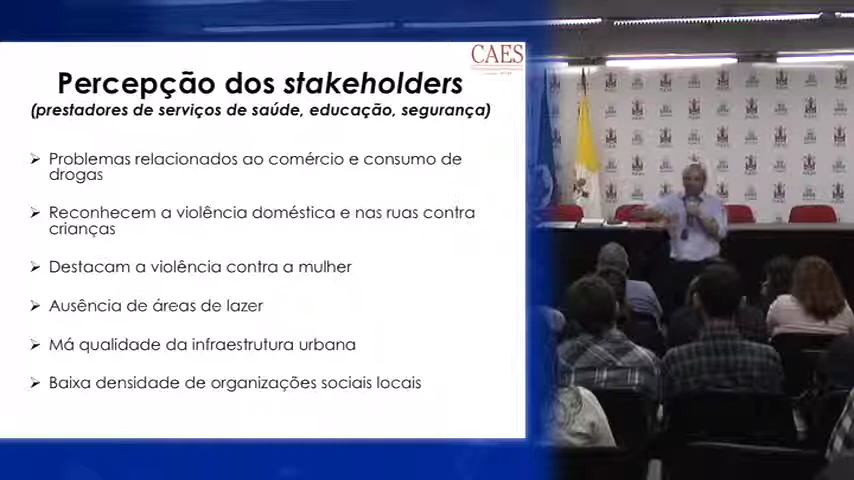 CAES
Percepção dos stakeholders
(prestadores de serviços de saúde, educação, segurança)
Problemas relacionados ao comércio e consumo de
drogas
Reconhecem a violência doméstica e nas ruas contra
crianças
Destacam a violência contra a mulher
Ausência de áreas de lazer
Má qualidade da infraestrutura urbana
Baixa densidade de organizações sociais locais